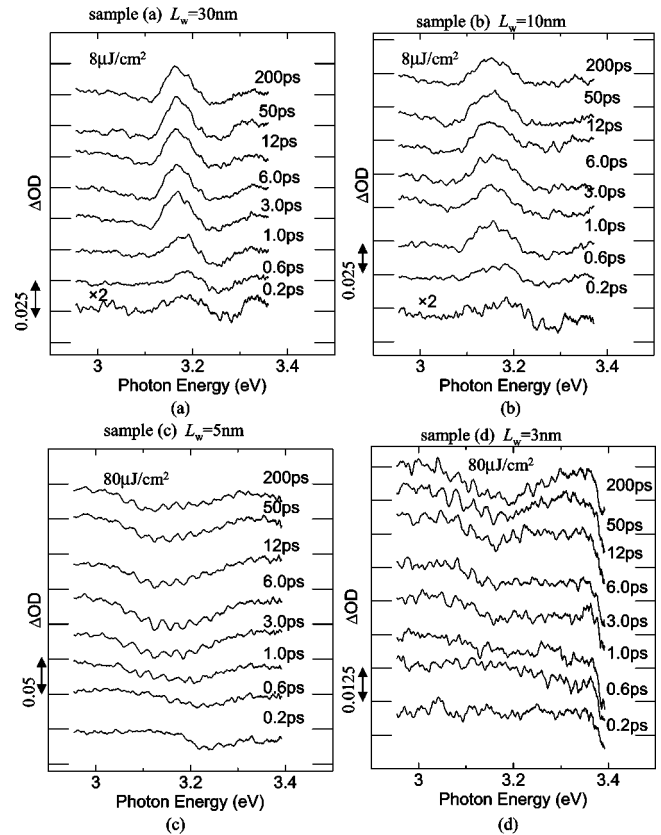 sample (a) Lw=30nm
8μJ/cm²
200ps
50ps
12ps
6.0ps
3.0ps
1.0ps
0.6ps
0.2ps
×2
ΔOD
0.025
3
3.2
3.4
Photon Energy (eV)
(a)
sample (b) Lw=10nm
8μJ/cm²
200ps
50ps
12ps
6.0ps
3.0ps
1.0ps
0.6ps
0.2ps
×2
ΔOD
0.025
3
3.2
3.4
Photon Energy (eV)
(b)
sample (c) Lw=5nm
80μJ/cm²
200ps
50ps
12ps
6.0ps
3.0ps
1.0ps
0.6ps
0.2ps
ΔOD
0.05
3
3.2
3.4
Photon Energy (eV)
(c)
sample (d) Lw=3nm
80μJ/cm²
200ps
50ps
12ps
6.0ps
3.0ps
1.0ps
0.6ps
0.2ps
ΔOD
0.0125
3
3.2
3.4
Photon Energy (eV)
(d)